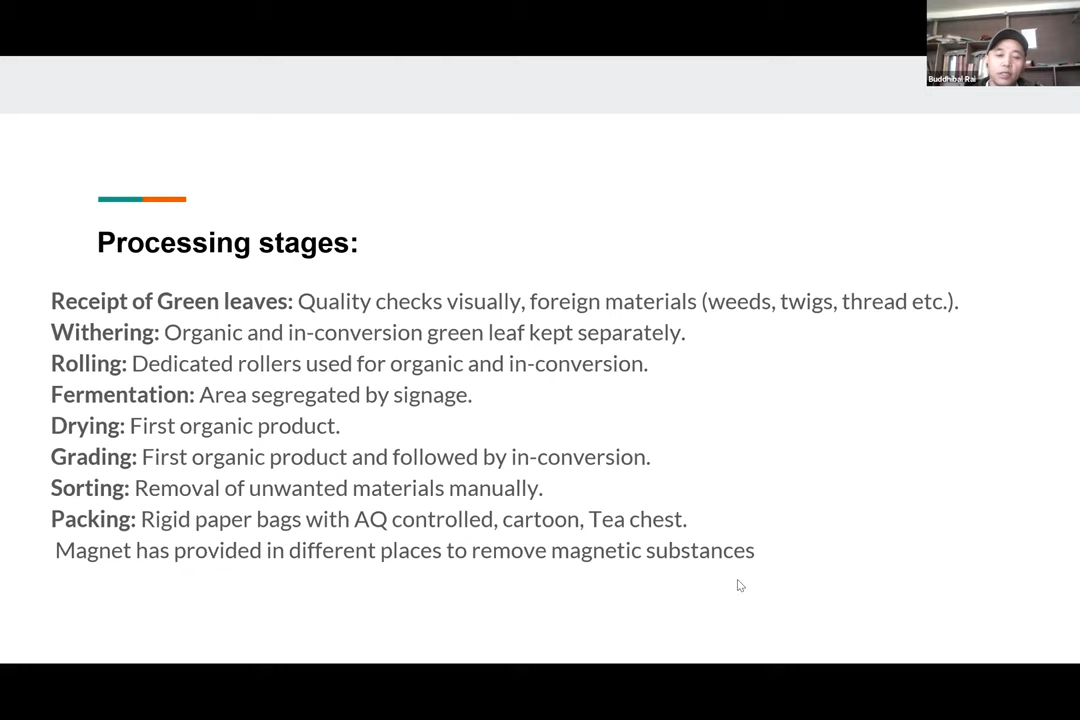 Buddhibal Rai
Processing stages:
Receipt of Green leaves: Quality checks visually, foreign materials (weeds, twigs, thread etc.).
Withering: Organic and in-conversion green leaf kept separately.
Rolling: Dedicated rollers used for organic and in-conversion.
Fermentation: Area segregated by signage.
Drying: First organic product.
Grading: First organic product and followed by in-conversion.
Sorting: Removal of unwanted materials manually.
Packing: Rigid paper bags with AQ controlled, cartoon, Tea chest.
Magnet has provided in different places to remove magnetic substances